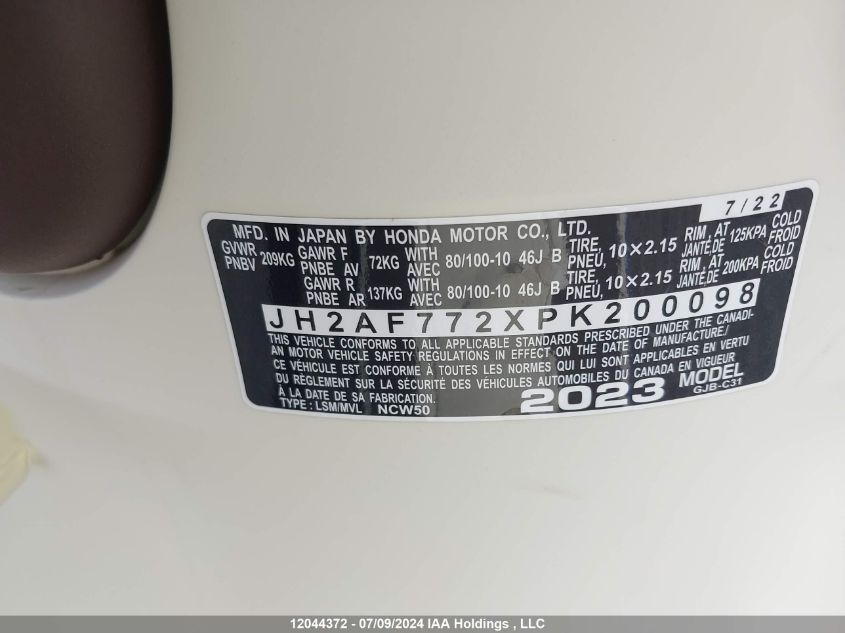 7/22
MFD. IN JAPAN BY HONDA MOTOR CO., LTD.
GVWR PNBV 209KG GAWR F PNBE AV 72KG WITH AVEC 80/100-10 46J B TIRE, PNEU, 10×2.15 RIM, AT JANTE,DE 125KPA COLD FROID
GAWR R PNBE AR 137KG WITH AVEC 80/100-10 46J B TIRE, PNEU, 10×2.15 RIM, AT JANTE,DE 200KPA COLD FROID
JH2AF772XPK200098
THIS VEHICLE CONFORMS TO ALL APPLICABLE STANDARDS PRESCRIBED UNDER THE CANADI-
AN MOTOR VEHICLE SAFETY REGULATIONS IN EFFECT ON THE DATE OF MANUFACTURE./
CE VÉHICULE EST CONFORME À TOUTES LES NORMES QUI LUI SONT APPLICABLES EN VERTU
DU RÈGLEMENT SUR LA SÉCURITÉ DES VÉHICULES AUTOMOBILES DU CANADA EN VIGUEUR
À LA DATE DE SA FABRICATION.
TYPE : LSM/MVL NCW50 2023 MODEL
GJB-C31
12044372 - 07/09/2024 IAA Holdings , LLC